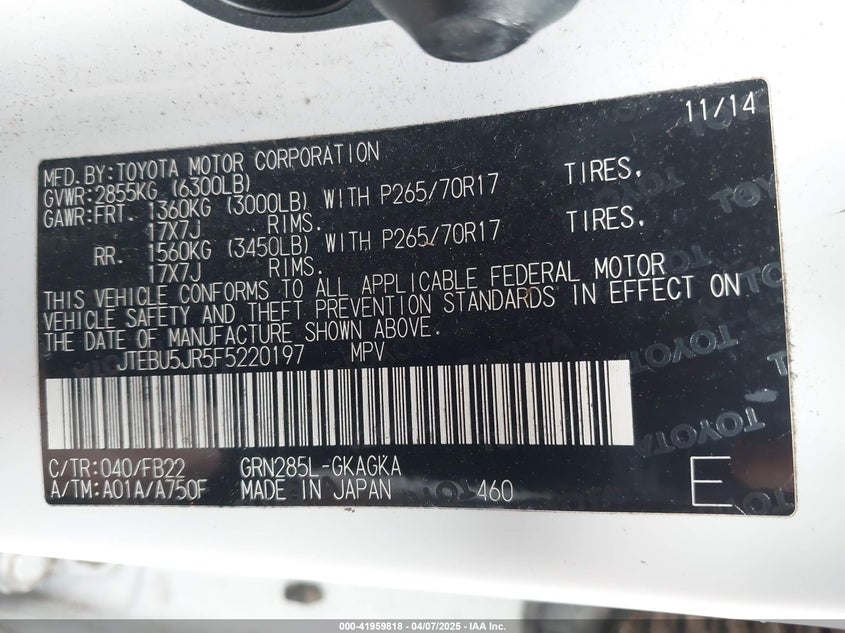 11/14
MFD.BY:TOYOTA MOTOR CORPORATION
GVWR:2855KG (6300LB)
GAWR:FRT. 1360KG (3000LB) WITH P265/70R17 TIRES.
17X7J RIMS.
RR. 1560KG (3450LB) WITH P265/70R17 TIRES.
17X7J RIMS.
THIS VEHICLE CONFORMS TO ALL APPLICABLE FEDERAL MOTOR
VEHICLE SAFETY AND THEFT PREVENTION STANDARDS IN EFFECT ON
THE DATE OF MANUFACTURE SHOWN ABOVE.
JTEBU5JR5F5220197 MPV
C/TR:040/FB22 GRN285L-GKAGKA
A/TM:A01A/A750F MADE IN JAPAN 460 E
TOYOTA
000-41959818 - 04/07/2025 - IAA Inc.